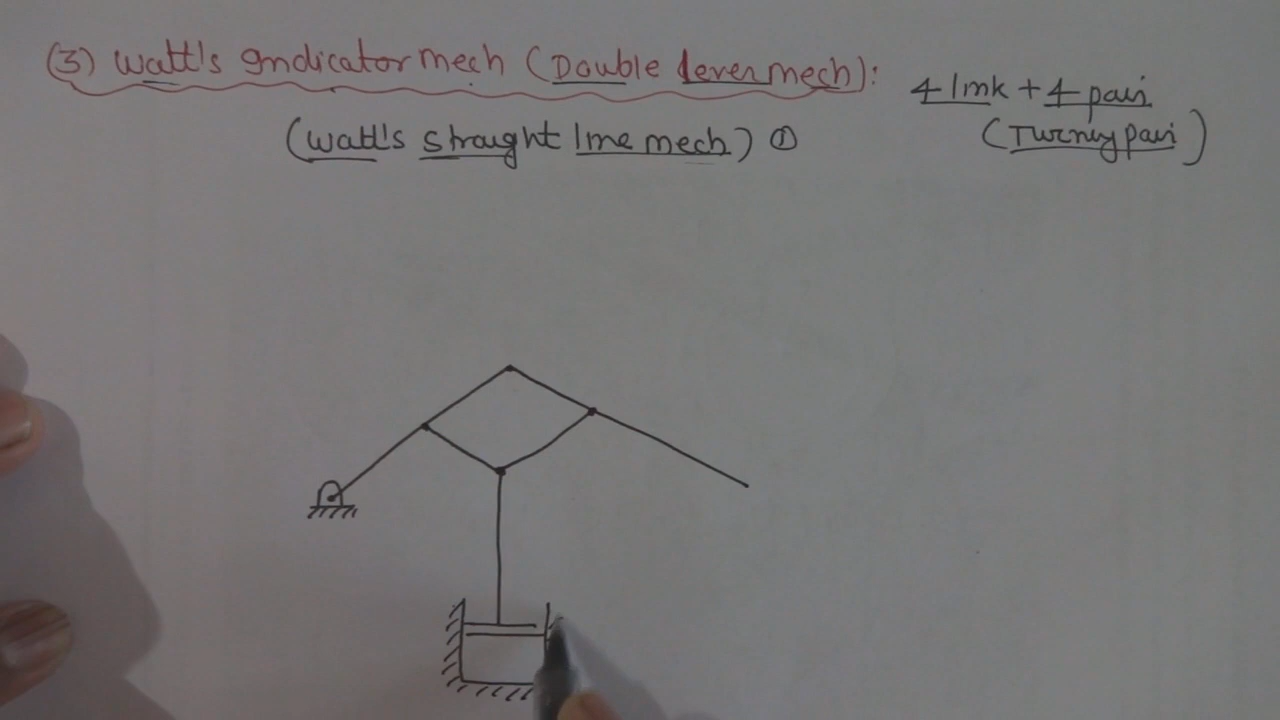 (3) Watt's Indicator mech (Double lever mech):
4 link + 4 pair
(Watt's straight line mech) ①
(Turning pair)